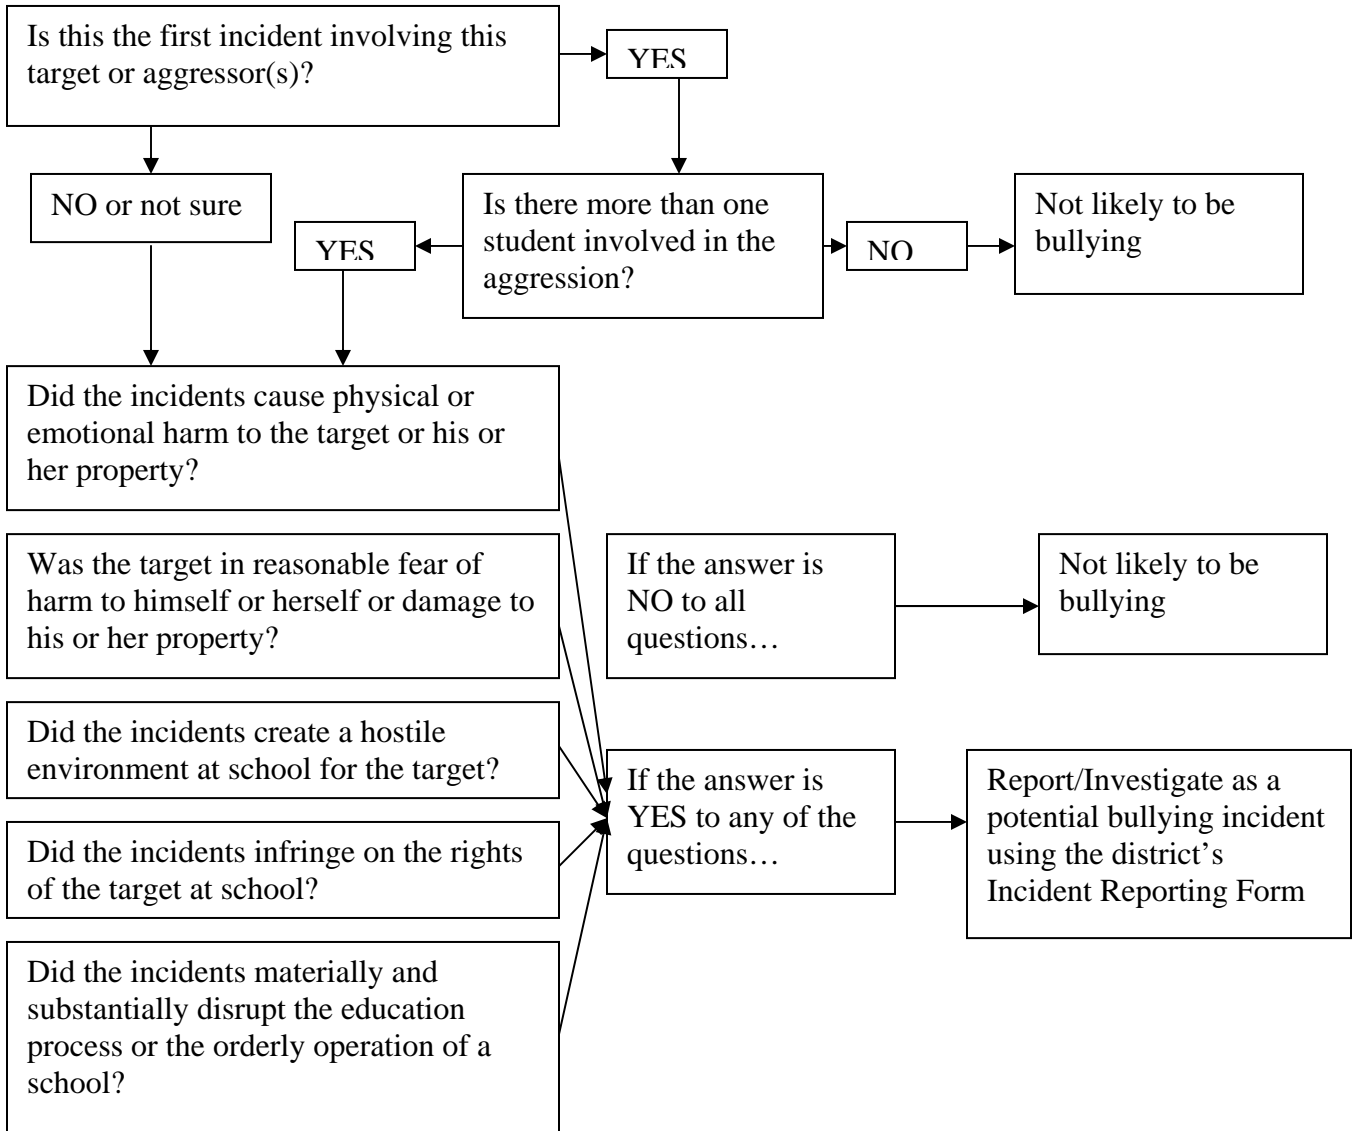 Is this the first incident involving this
target or aggressor(s)?
YES
NO or not sure
YES
Is there more than one
student involved in the
aggression?
NO
Not likely to be
bullying
Did the incidents cause physical or
emotional harm to the target or his or
her property?
Was the target in reasonable fear of
harm to himself or herself or damage to
his or her property?
If the answer is
NO to all
questions…
Not likely to be
bullying
Did the incidents create a hostile
environment at school for the target?
If the answer is
YES to any of the
questions…
Report/Investigate as a
potential bullying incident
using the district’s
Incident Reporting Form
Did the incidents infringe on the rights
of the target at school?
Did the incidents materially and
substantially disrupt the education
process or the orderly operation of a
school?